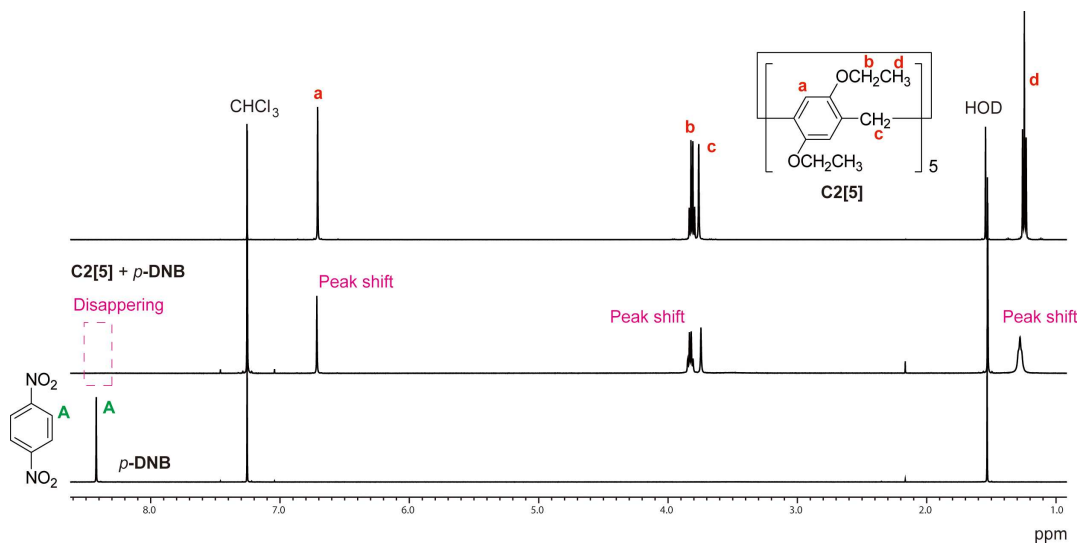 CHCl3
a
b
c
a
b
d
OCH2CH3
CH2
c
OCH2CH3
5
C2[5]
HOD
d
C2[5] + p-DNB
Disappering
Peak shift
Peak shift
Peak shift
NO2
A
A
NO2
p-DNB
8.0 7.0 6.0 5.0 4.0 3.0 2.0 1.0
ppm